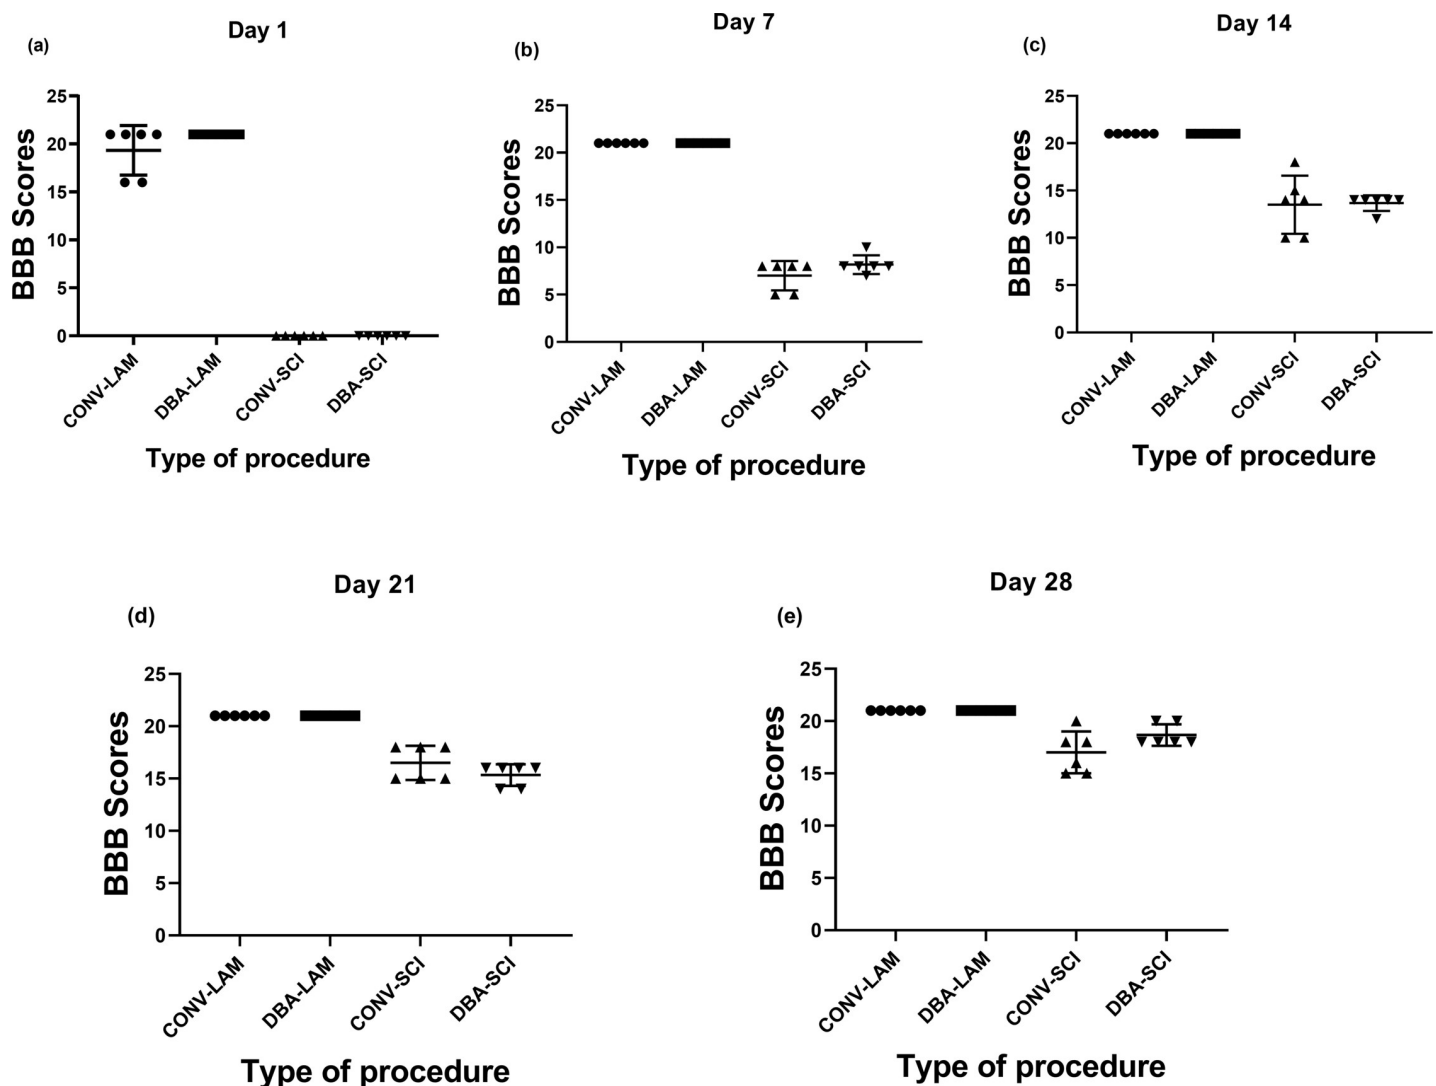 Day 1
(a)
BBB Scores
25
20
15
10
5
0
CONV-LAM
DBA-LAM
CONV-SCI
DBA-SCI
Type of procedure
Day 7
(b)
BBB Scores
25
20
15
10
5
0
CONV-LAM
DBA-LAM
CONV-SCI
DBA-SCI
Type of procedure
Day 14
(c)
BBB Scores
25
20
15
10
5
0
CONV-LAM
DBA-LAM
CONV-SCI
DBA-SCI
Type of procedure
Day 21
(d)
BBB Scores
25
20
15
10
5
0
CONV-LAM
DBA-LAM
CONV-SCI
DBA-SCI
Type of procedure
Day 28
(e)
BBB Scores
25
20
15
10
5
0
CONV-LAM
DBA-LAM
CONV-SCI
DBA-SCI
Type of procedure